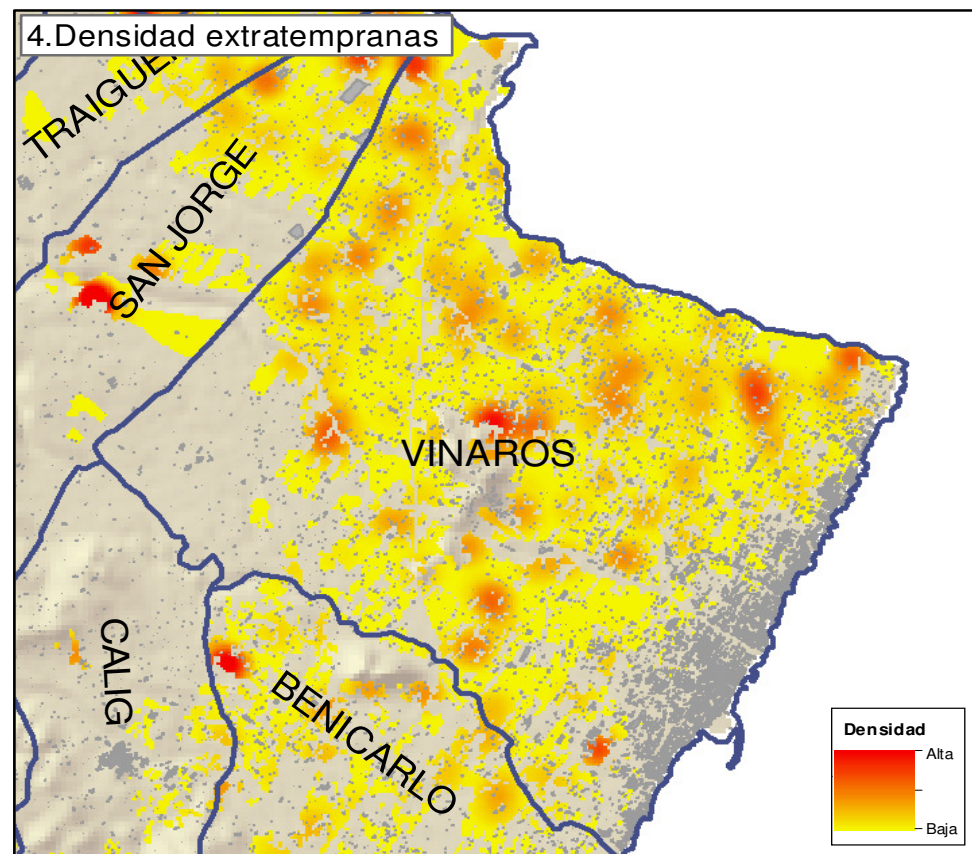 4.Densidad extratempranas
SAN JORGE
VINAROS
CALIG
BENICARLO
Densidad
Alta
Baja